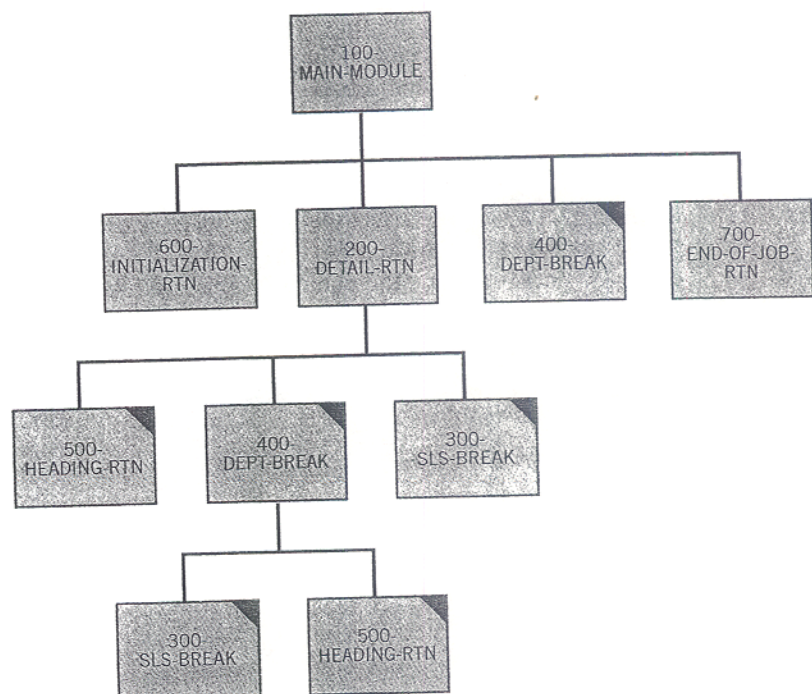 100-
MAIN-MODULE
600-
INITIALIZATION-
RTN
200-
DETAIL-RTN
400-
DEPT-BREAK
700-
END-OF-JOB-
RTN
500-
HEADING-RTN
400-
DEPT-BREAK
300-
SLS-BREAK
300-
SLS-BREAK
500-
HEADING-RTN